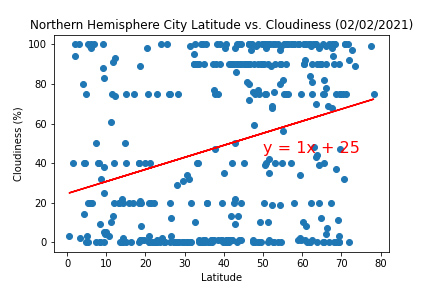 Northern Hemisphere City Latitude vs. Cloudiness (02/02/2021)
100
80
60
40
20
0
Cloudiness (%)
y = 1x + 25
0 10 20 30 40 50 60 70 80
Latitude